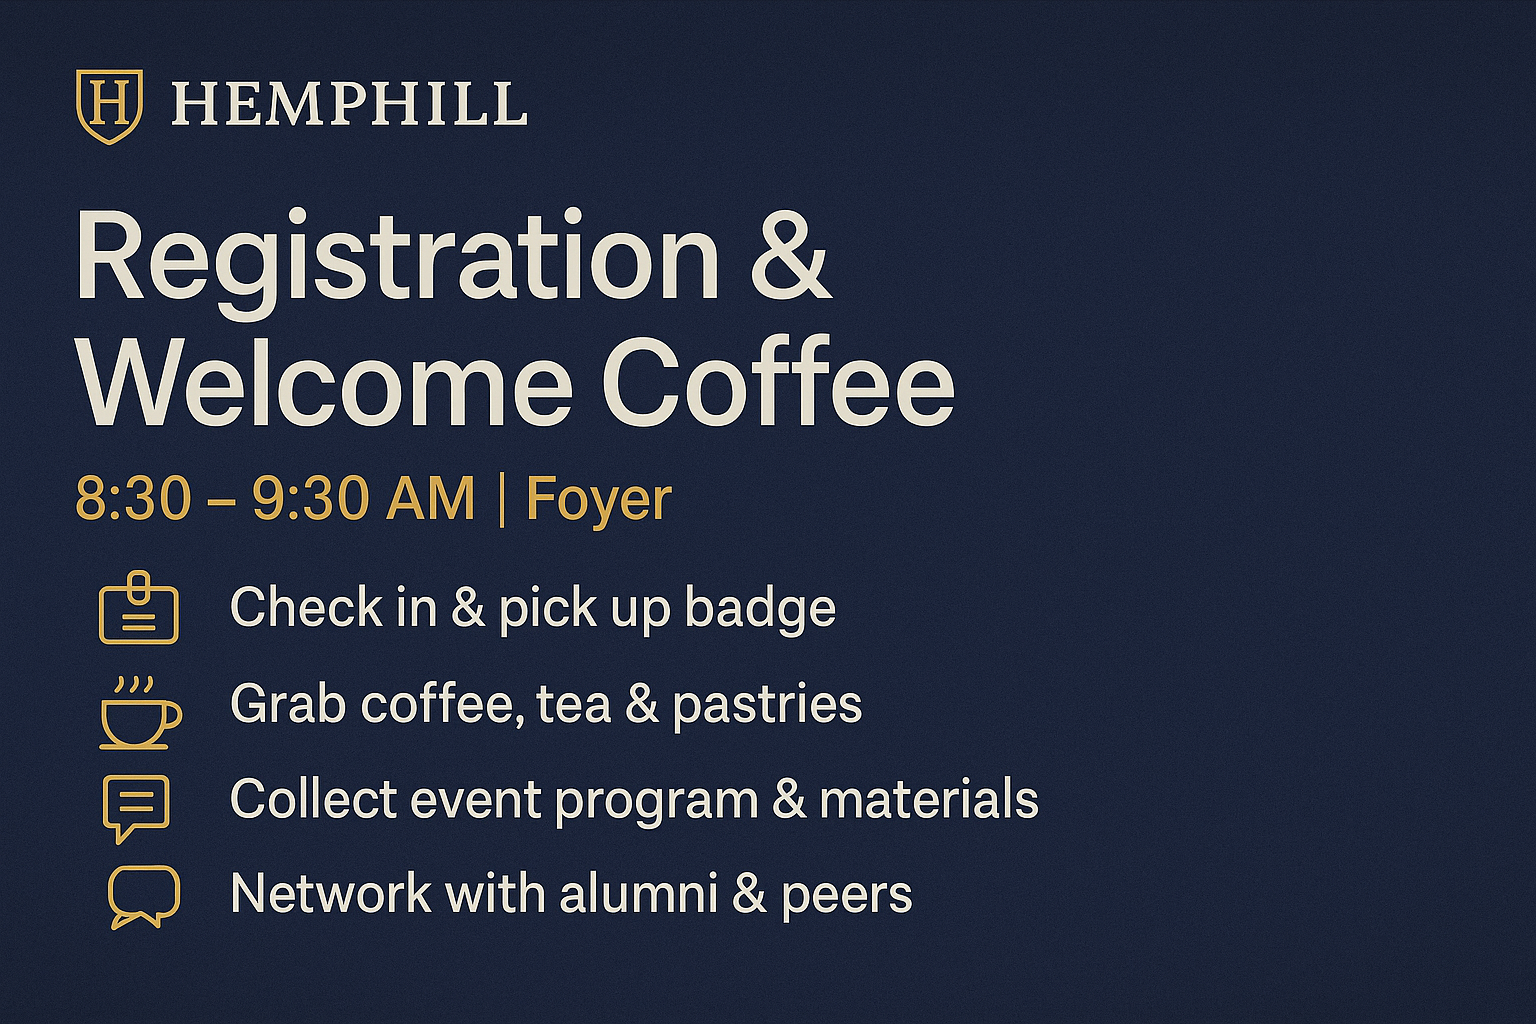 H HEMPHILL
Registration &
Welcome Coffee
8:30 – 9:30 AM | Foyer
Check in & pick up badge
Grab coffee, tea & pastries
Collect event program & materials
Network with alumni & peers